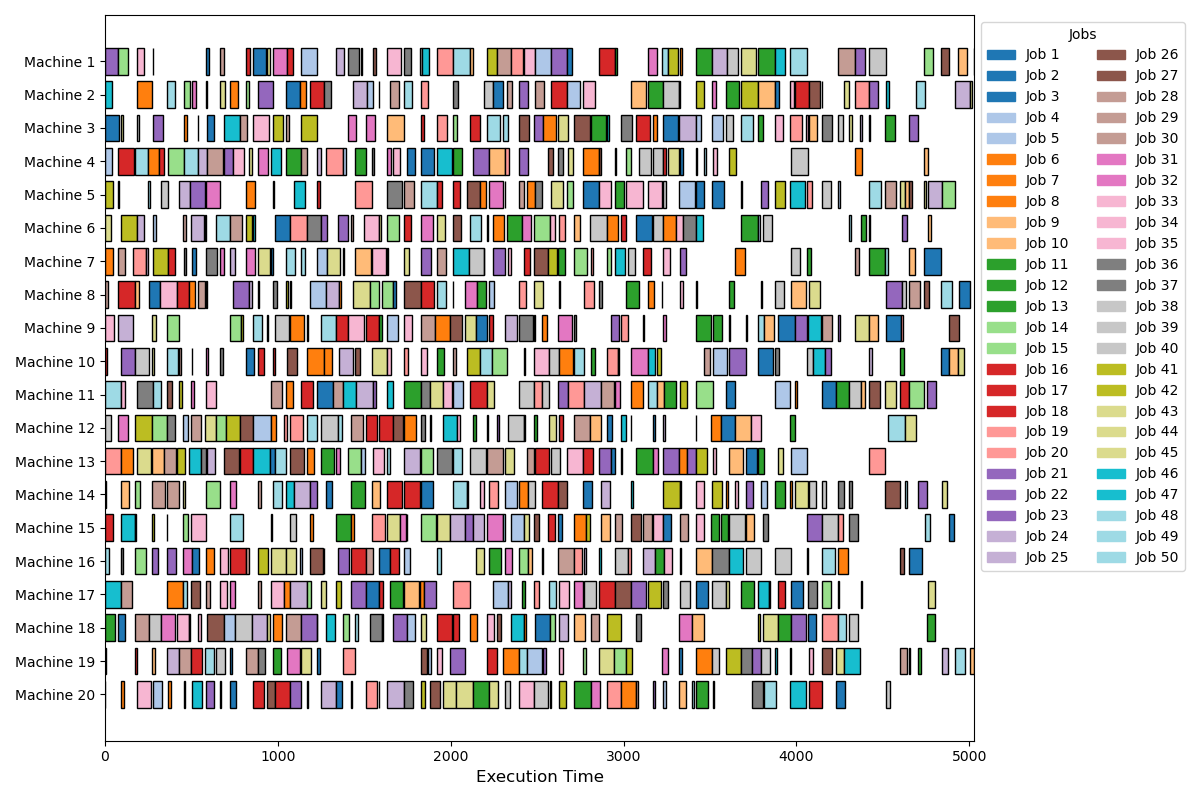 Machine 1
Machine 2
Machine 3
Machine 4
Machine 5
Machine 6
Machine 7
Machine 8
Machine 9
Machine 10
Machine 11
Machine 12
Machine 13
Machine 14
Machine 15
Machine 16
Machine 17
Machine 18
Machine 19
Machine 20
0 1000 2000 3000 4000 5000
Execution Time
Jobs
Job 1 Job 26
Job 2 Job 27
Job 3 Job 28
Job 4 Job 29
Job 5 Job 30
Job 6 Job 31
Job 7 Job 32
Job 8 Job 33
Job 9 Job 34
Job 10 Job 35
Job 11 Job 36
Job 12 Job 37
Job 13 Job 38
Job 14 Job 39
Job 15 Job 40
Job 16 Job 41
Job 17 Job 42
Job 18 Job 43
Job 19 Job 44
Job 20 Job 45
Job 21 Job 46
Job 22 Job 47
Job 23 Job 48
Job 24 Job 49
Job 25 Job 50